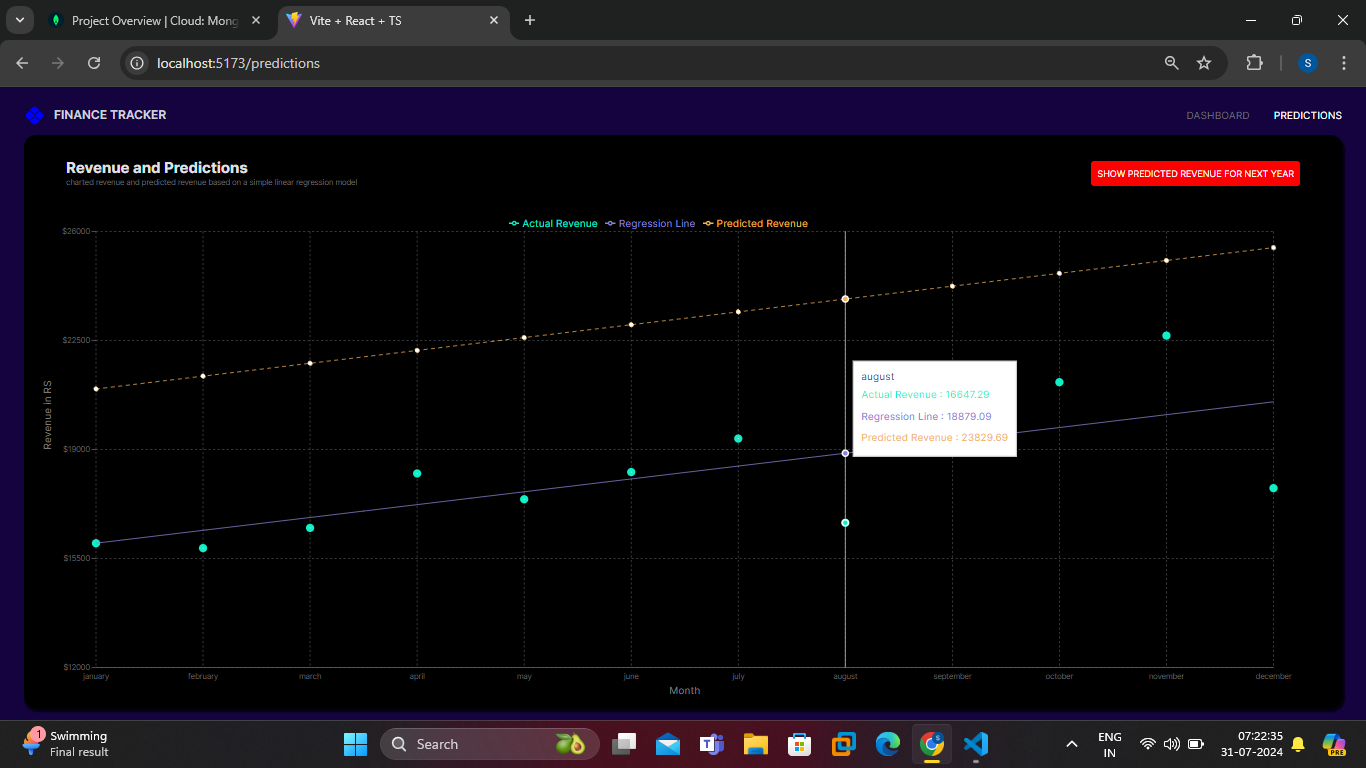 Project Overview | Cloud: Mong
Vite + React + TS
localhost:5173/predictions
S
FINANCE TRACKER
DASHBOARD
PREDICTIONS
Revenue and Predictions
charted revenue and predicted revenue based on a simple linear regression model
SHOW PREDICTED REVENUE FOR NEXT YEAR
Actual Revenue
Regression Line
Predicted Revenue
$26000
$22500
$19000
$15500
$12000
Revenue in RS
august
Actual Revenue : 16647.29
Regression Line : 18879.09
Predicted Revenue : 23829.69
january
february
march
april
may
june
july
august
september
october
november
december
Month
1
Swimming
Final result
Search
ENG
IN
07:22:35
31-07-2024
PRE